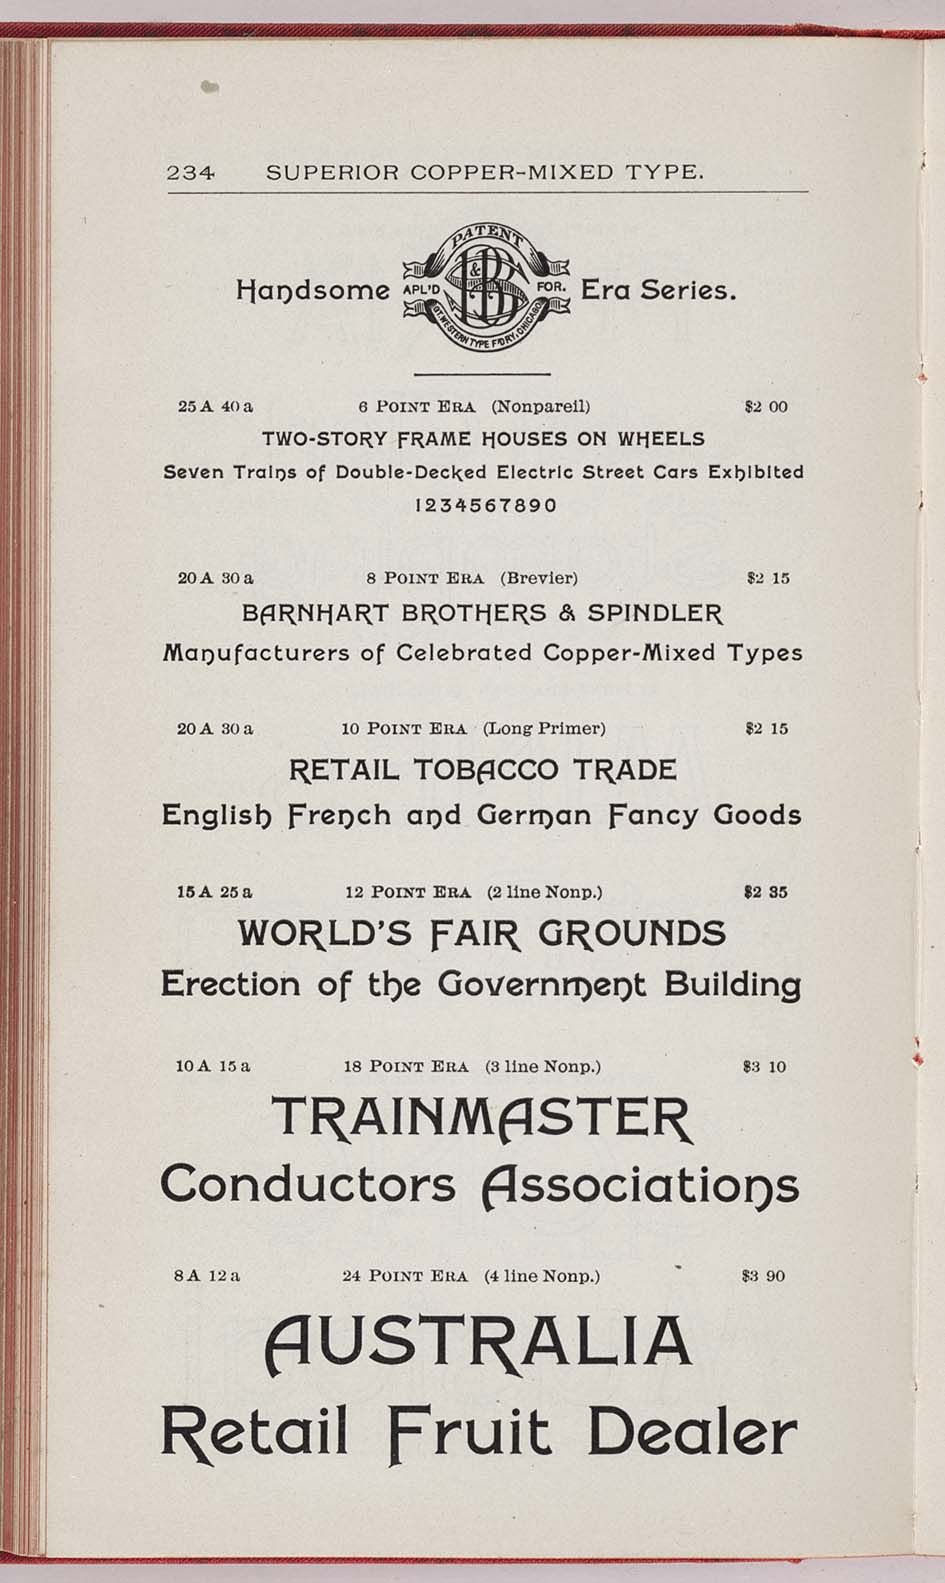 234 SUPERIOR COPPER-MIXED TYPE.
PATENT
Handsome APL'D B B & S FOR. Era Series.
GT. WESTERN TYPE F'DRY, CHICAGO
25 A 40 a 6 POINT ERA (Nonpareil) $2 00
TWO-STORY FRAME HOUSES ON WHEELS
Seven Trains of Double-Decked Electric Street Cars Exhibited
1234567890
20 A 30 a 8 POINT ERA (Brevier) $2 15
BARNHART BROTHERS & SPINDLER
Manufacturers of Celebrated Copper-Mixed Types
20 A 30 a 10 POINT ERA (Long Primer) $2 15
RETAIL TOBACCO TRADE
English French and German Fancy Goods
15 A 25 a 12 POINT ERA (2 line Nonp.) $2 35
WORLD'S FAIR GROUNDS
Erection of the Government Building
10 A 15 a 18 POINT ERA (3 line Nonp.) $3 10
TRAINMASTER
Conductors Associations
8 A 12 a 24 POINT ERA (4 line Nonp.) $3 90
AUSTRALIA
Retail Fruit Dealer